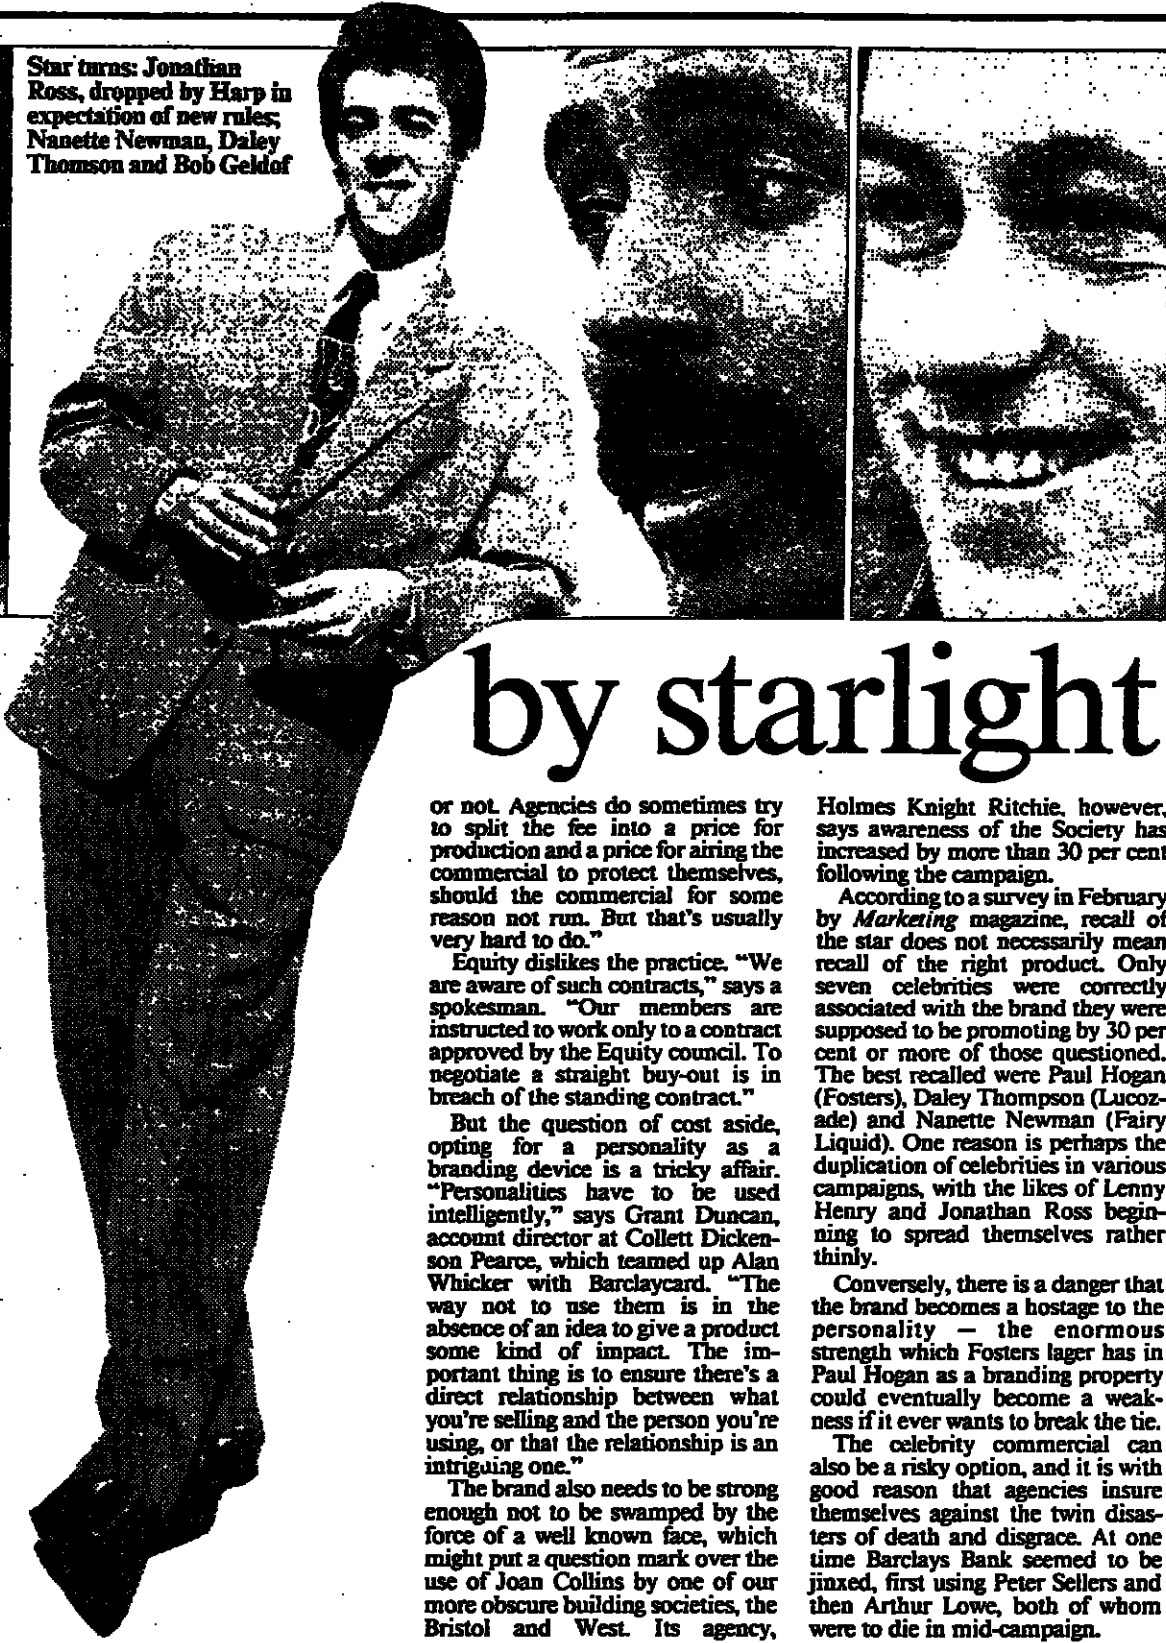 Star turns: Jonathan
Ross, dropped by Harp in
expectation of new rules;
Nanette Newman, Daley
Thomson and Bob Geldof
by starlight
or not. Agencies do sometimes try
to split the fee into a price for
production and a price for airing the
commercial to protect themselves,
should the commercial for some
reason not run. But that's usually
very hard to do."
Equity dislikes the practice. "We
are aware of such contracts," says a
spokesman. "Our members are
instructed to work only to a contract
approved by the Equity council. To
negotiate a straight buy-out is in
breach of the standing contract."
But the question of cost aside,
opting for a personality as a
branding device is a tricky affair.
"Personalities have to be used
intelligently," says Grant Duncan,
account director at Collett Dicken-
son Pearce, which teamed up Alan
Whicker with Barclaycard. "The
way not to use them is in the
absence of an idea to give a product
some kind of impact. The im-
portant thing is to ensure there's a
direct relationship between what
you're selling and the person you're
using, or that the relationship is an
intriguing one."
The brand also needs to be strong
enough not to be swamped by the
force of a well known face, which
might put a question mark over the
use of Joan Collins by one of our
more obscure building societies, the
Bristol and West. Its agency,
Holmes Knight Ritchie, however,
says awareness of the Society has
increased by more than 30 per cent
following the campaign.
According to a survey in February
by Marketing magazine, recall of
the star does not necessarily mean
recall of the right product. Only
seven celebrities were correctly
associated with the brand they were
supposed to be promoting by 30 per
cent or more of those questioned.
The best recalled were Paul Hogan
(Fosters), Daley Thompson (Lucoz-
ade) and Nanette Newman (Fairy
Liquid). One reason is perhaps the
duplication of celebrities in various
campaigns, with the likes of Lenny
Henry and Jonathan Ross begin-
ning to spread themselves rather
thinly.
Conversely, there is a danger that
the brand becomes a hostage to the
personality — the enormous
strength which Fosters lager has in
Paul Hogan as a branding property
could eventually become a weak-
ness if it ever wants to break the tie.
The celebrity commercial can
also be a risky option, and it is with
good reason that agencies insure
themselves against the twin disas-
ters of death and disgrace. At one
time Barclays Bank seemed to be
jinxed, first using Peter Sellers and
then Arthur Lowe, both of whom
were to die in mid-campaign.